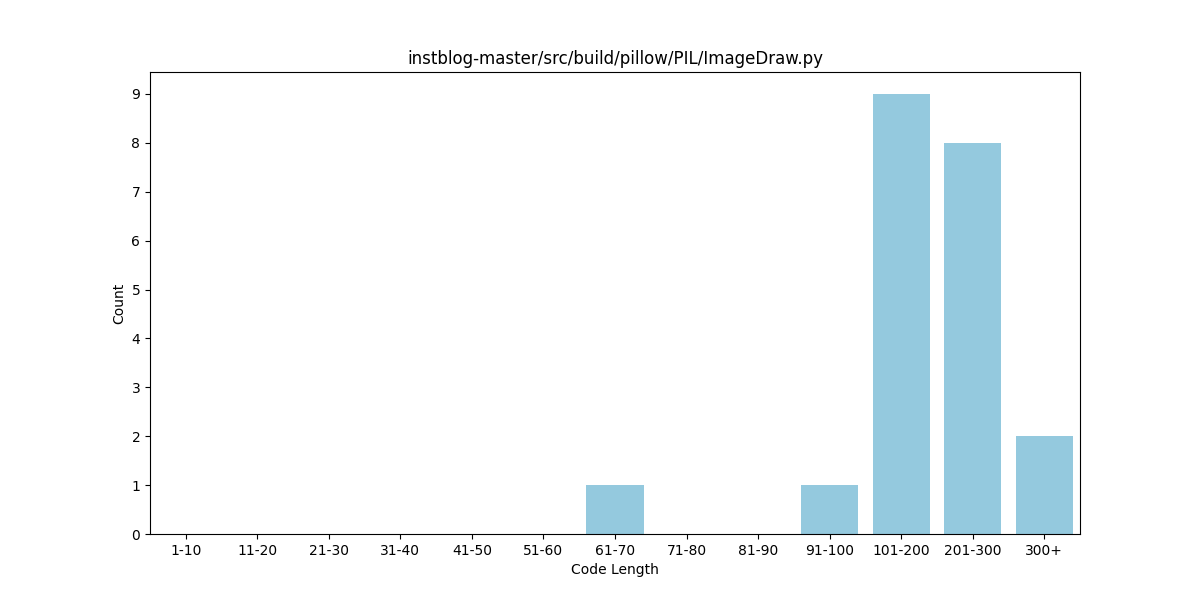 instblog-master/src/build/pillow/PIL/ImageDraw.py
9
8
7
6
5
4
3
2
1
0
Count
1-10 11-20 21-30 31-40 41-50 51-60 61-70 71-80 81-90 91-100 101-200 201-300 300+
Code Length